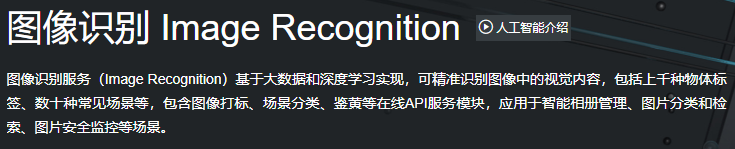 图像识别 Image Recognition 人工智能介绍
图像识别服务（Image Recognition）基于大数据和深度学习实现，可精准识别图像中的视觉内容，包括上千种物体标
签、数十种常见场景等，包含图像打标、场景分类、鉴黄等在线API服务模块，应用于智能相册管理、图片分类和检
索、图片安全监控等场景。